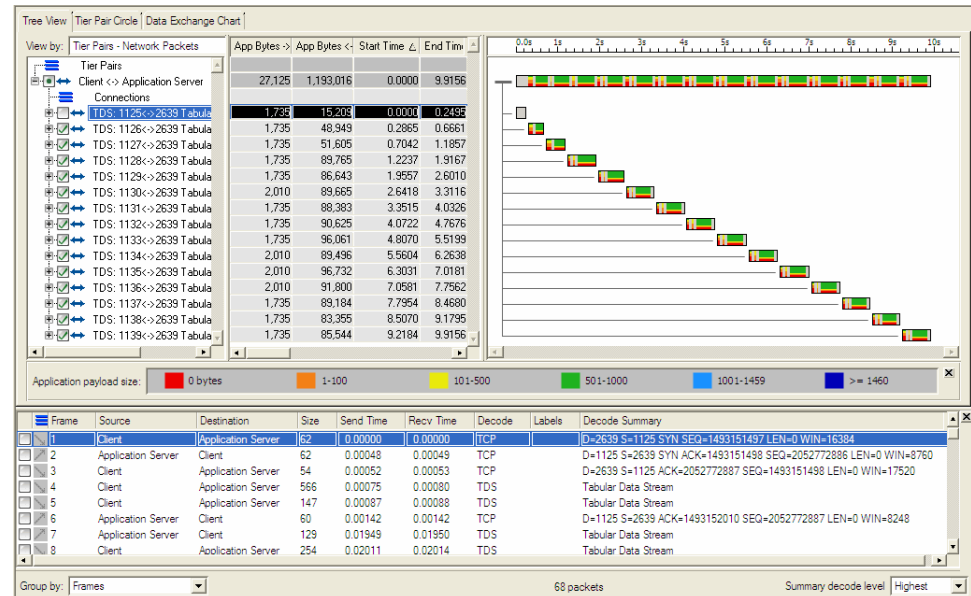 Tree View Tier Pair Circle Data Exchange Chart
View by: Tier Pairs - Network Packets App Bytes -> App Bytes <- Start Time End Time 0.0s 1s 2s 3s 4s 5s 6s 7s 8s 9s 10s
Tier Pairs
Client <-> Application Server 27,125 1,193,016 0.0000 9.9156
Connections
TDS: 1125<->2639 Tabula 1,735 15,209 0.0000 0.2495
TDS: 1126<->2639 Tabula 1,735 48,949 0.2865 0.6661
TDS: 1127<->2639 Tabula 1,735 51,605 0.7042 1.1857
TDS: 1128<->2639 Tabula 1,735 89,765 1.2237 1.9167
TDS: 1129<->2639 Tabula 1,735 86,643 1.9557 2.6010
TDS: 1130<->2639 Tabula 2,010 89,665 2.6418 3.3116
TDS: 1131<->2639 Tabula 1,735 88,383 3.3515 4.0326
TDS: 1132<->2639 Tabula 1,735 90,625 4.0722 4.7676
TDS: 1133<->2639 Tabula 1,735 96,061 4.8070 5.5199
TDS: 1134<->2639 Tabula 2,010 89,496 5.5604 6.2638
TDS: 1135<->2639 Tabula 2,010 96,732 6.3031 7.0181
TDS: 1136<->2639 Tabula 2,010 91,800 7.0581 7.7562
TDS: 1137<->2639 Tabula 1,735 89,184 7.7954 8.4680
TDS: 1138<->2639 Tabula 1,735 83,355 8.5070 9.1795
TDS: 1139<->2639 Tabula 1,735 85,544 9.2184 9.9156
Application payload size: 0 bytes 1-100 101-500 501-1000 1001-1459 >= 1460
Frame Source Destination Size Send Time Recv Time Decode Labels Decode Summary
1 Client Application Server 62 0.00000 0.00000 TCP D=2639 S=1125 SYN SEQ=1493151497 LEN=0 WIN=16384
2 Application Server Client 62 0.00048 0.00049 TCP D=1125 S=2639 SYN ACK=1493151498 SEQ=2052772886 LEN=0 WIN=8760
3 Client Application Server 54 0.00052 0.00053 TCP D=2639 S=1125 ACK=2052772887 SEQ=1493151498 LEN=0 WIN=17520
4 Client Application Server 566 0.00075 0.00080 TDS Tabular Data Stream
5 Client Application Server 147 0.00087 0.00088 TDS Tabular Data Stream
6 Application Server Client 60 0.00142 0.00142 TCP D=1125 S=2639 ACK=1493152010 SEQ=2052772887 LEN=0 WIN=8248
7 Application Server Client 129 0.01949 0.01950 TDS Tabular Data Stream
8 Client Application Server 254 0.02011 0.02014 TDS Tabular Data Stream
Group by: Frames 68 packets Summary decode level Highest